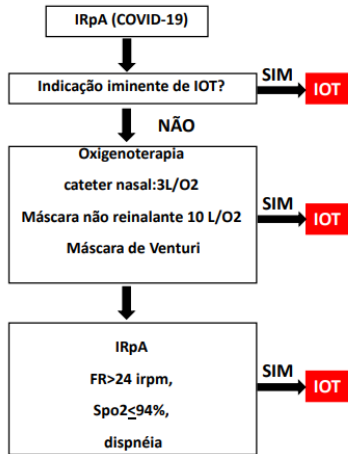 IRpA (COVID-19)
Indicação iminente de IOT?
SIM
IOT
NÃO
Oxigenoterapia
cateter nasal:3L/O2
Máscara não reinalante 10 L/O2
Máscara de Venturi
SIM
IOT
IRpA
FR>24 irpm,
Spo2≤94%,
dispnéia
SIM
IOT